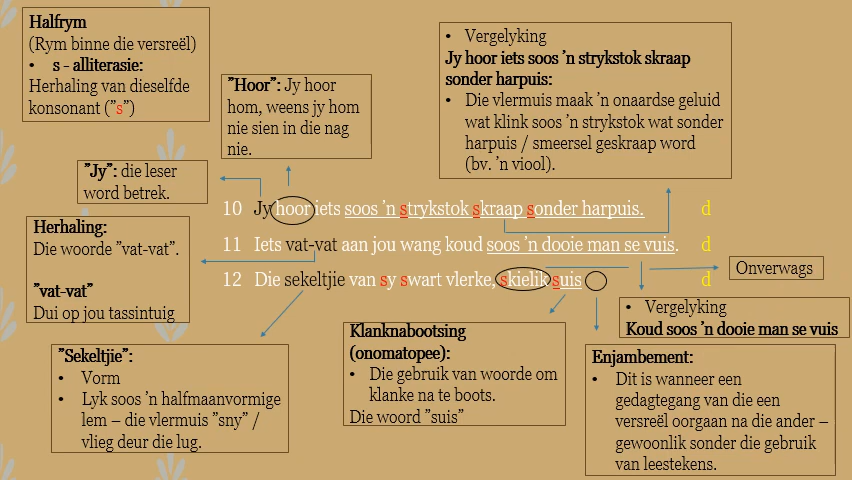 Halfrym
(Rym binne die versreël)
• s - alliterasie:
Herhaling van dieselfde
konsonant (”s”)
”Hoor”: Jy hoor
hom, weens jy hom
nie sien in die nag
nie.
• Vergelyking
Jy hoor iets soos ’n strykstok skraap
sonder harpuis:
• Die vlermuis maak ’n onaardse geluid
wat klink soos ’n strykstok wat sonder
harpuis / smeersel geskraap word
(bv. ’n viool).
”Jy”: die leser
word betrek.
10 Jy hoor iets soos ’n strykstok skraap sonder harpuis. d
11 Iets vat-vat aan jou wang koud soos ’n dooie man se vuis. d
12 Die sekeltjie van sy swart vlerke, skielik suis d
Herhaling:
Die woorde ”vat-vat”.
”vat-vat”
Dui op jou tassintuig
Onverwags
• Vergelyking
Koud soos ’n dooie man se vuis
”Sekeltjie”:
• Vorm
• Lyk soos ’n halfmaanvormige
lem – die vlermuis ”sny” /
vlieg deur die lug.
Klanknabootsing
(onomatopee):
• Die gebruik van woorde om
klanke na te boots.
Die woord ”suis”
Enjambement:
• Dit is wanneer een
gedagtegang van die een
versreël oorgaan na die ander –
gewoonlik sonder die gebruik
van leestekens.